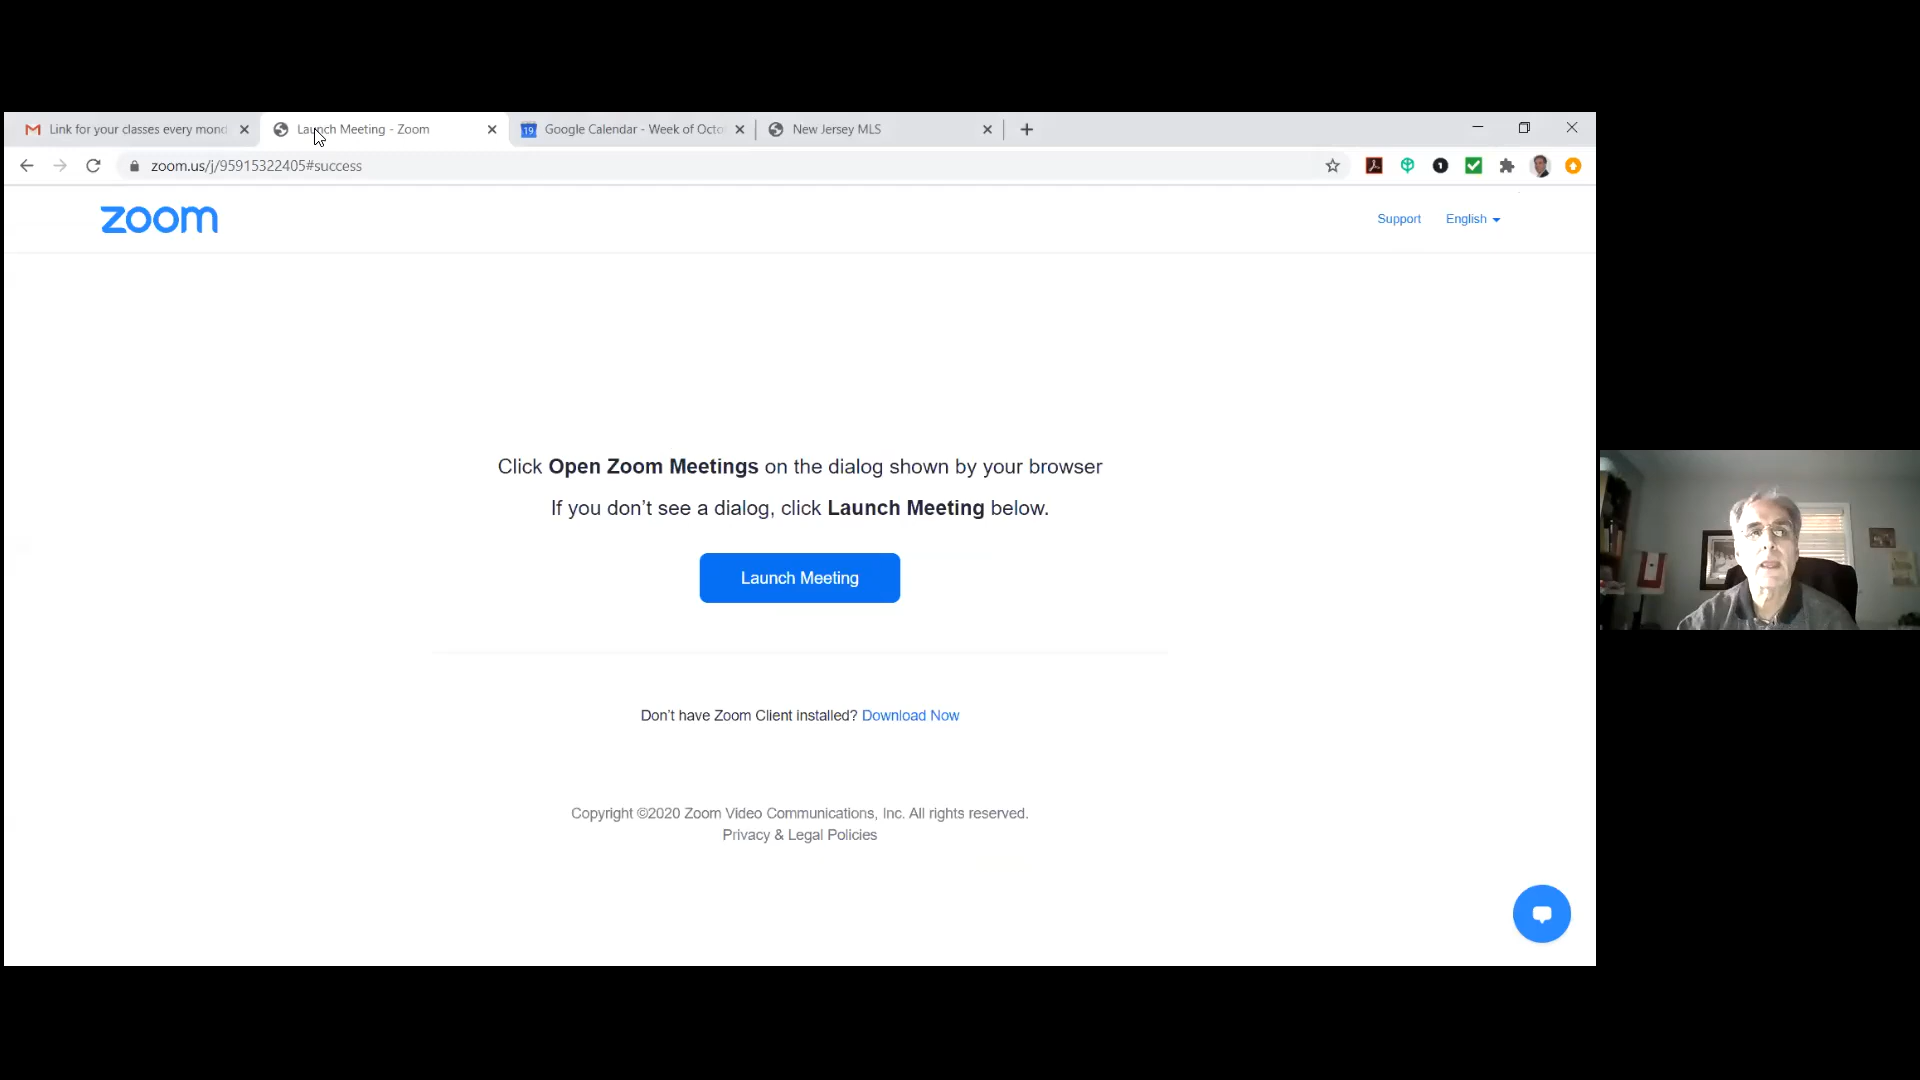 Link for your classes every mond
Launch Meeting - Zoom
19
Google Calendar - Week of Octo
New Jersey MLS
zoom.us/j/95915322405#success
zoom
Support
English
Click Open Zoom Meetings on the dialog shown by your browser
If you don't see a dialog, click Launch Meeting below.
Launch Meeting
Don't have Zoom Client installed? Download Now
Copyright ©2020 Zoom Video Communications, Inc. All rights reserved.
Privacy & Legal Policies